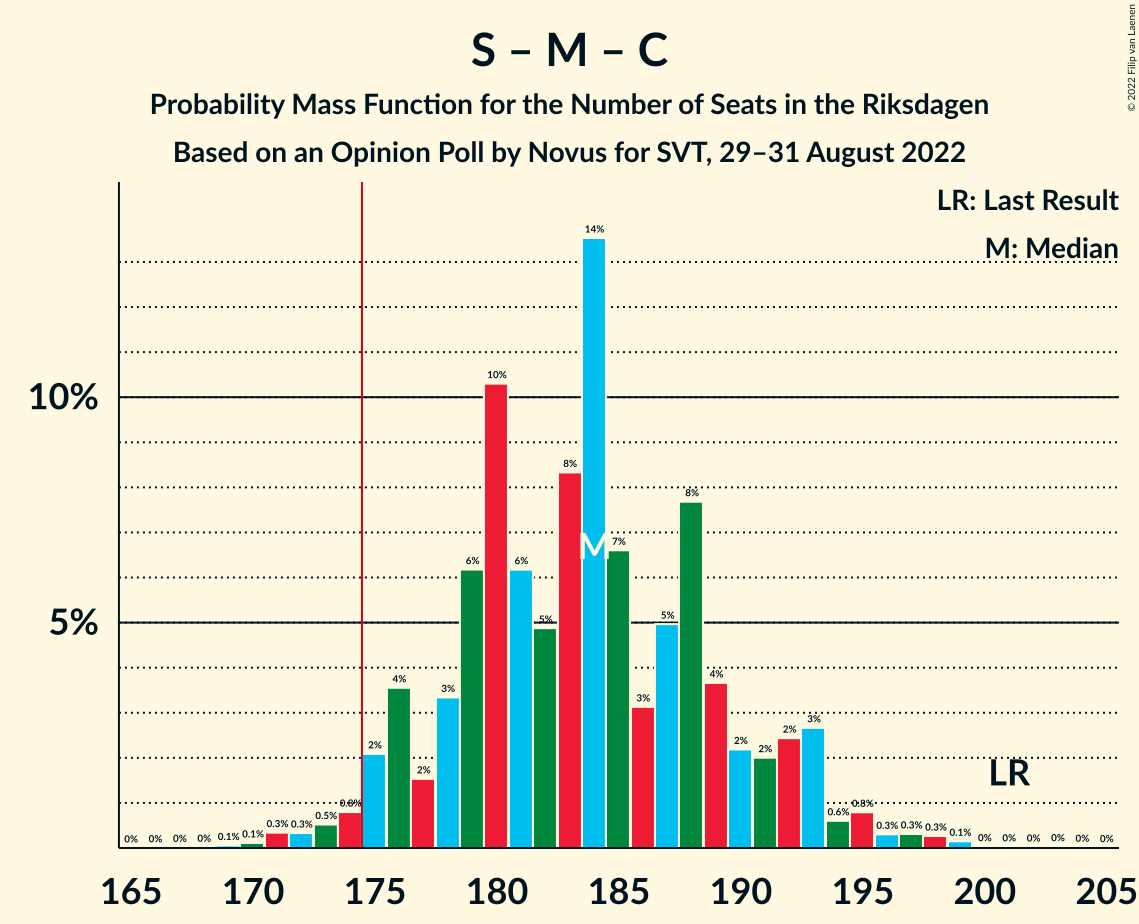 © 2022 Filip van Laenen
S – M – C
Probability Mass Function for the Number of Seats in the Riksdagen
Based on an Opinion Poll by Novus for SVT, 29–31 August 2022
LR: Last Result
M: Median
10%
5%
0% 0% 0% 0% 0.1% 0.1% 0.3% 0.3% 0.5% 0.8% 2% 4% 2% 3% 6% 10% 6% 5% 8% 14% 7% 3% 5% 8% 4% 2% 2% 2% 3% 0.6% 0.8% 0.3% 0.3% 0.3% 0.1% 0% 0% 0% 0% 0% 0%
M
LR
165 170 175 180 185 190 195 200 205